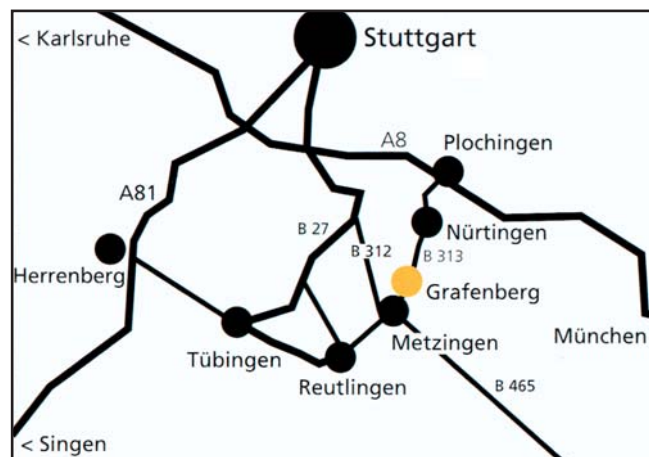 < Karlsruhe
Stuttgart
A8
Plochingen
A81
B 27
B 312
Nürtingen
B 313
Herrenberg
Grafenberg
Metzingen
München
Tübingen
Reutlingen
B 465
< Singen